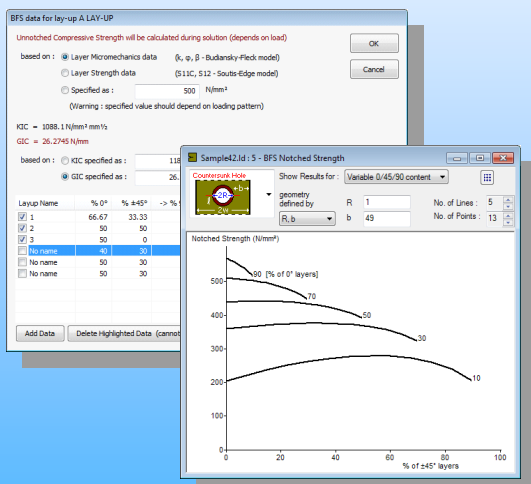 BFS data for lay-up A LAY-UP
Unnotched Compressive Strength will be calculated during solution (depends on load)
based on : Layer Micromechanics data (k, φ, β - Budiansky-Fleck model)
Layer Strength data (S11C, S12 - Soutis-Edge model)
Specified as : 500 N/mm²
(Warning : specified value should depend on loading pattern)
OK
Cancel
KIC = 1088.1 N/mm² mm½
GIC = 26.2745 N/mm
based on : KIC specified as : 118
GIC specified as : 26.
Layup Name % 0° % ±45° -> % 9
1 66.67 33.33
2 50 50
3 50 0
No name 40 30
No name 50 30
No name 50 30
Add Data Delete Highlighted Data (cannot
Sample42.ld : 5 - BFS Notched Strength
Countersunk Hole
2R
b
2W
Show Results for : Variable 0/45/90 content
geometry
defined by
R, b
R 1
b 49
No. of Lines : 5
No. of Points : 13
Notched Strength (N/mm²)
90 [% of 0° layers]
70
50
30
10
500
400
300
200
100
0
0 20 40 60 80 100
% of ±45° layers